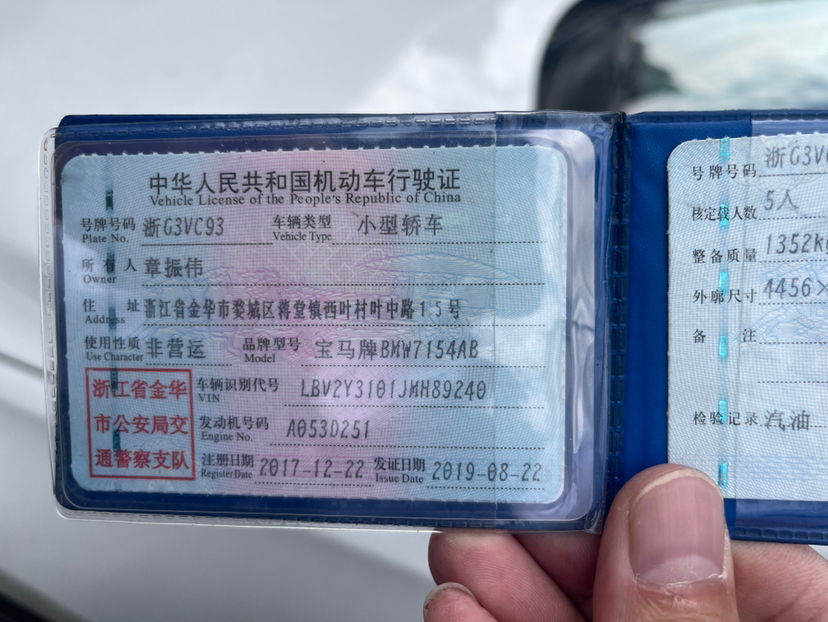 中华人民共和国机动车行驶证
Vehicle License of the People's Republic of China
号牌号码 浙G3VC93 车辆类型 小型轿车
Plate No. Vehicle Type
所有人 章振伟
Owner
住址 浙江省金华市婺城区蒋堂镇西叶村叶中路15号
Address
使用性质 非营运 品牌型号 宝马牌BMW7154AB
Use Character Model
浙江省金华
市公安局交
通警察支队
车辆识别代号 LBV2Y3101JMH89240
VIN
发动机号码 A053D251
Engine No.
注册日期 2017-12-22 发证日期 2019-08-22
Register Date Issue Date
号牌号码 浙G3V
核定载人数 5人
整备质量 1352k
外廓尺寸 4456×
备注
检验记录 汽油